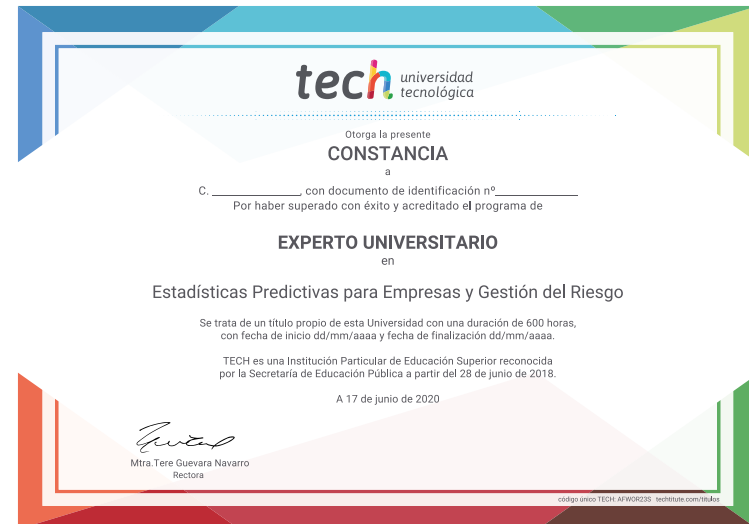 tech universidad
tecnológica
Otorga la presente
CONSTANCIA
a
C. ______________, con documento de identificación nº_____________
Por haber superado con éxito y acreditado el programa de
EXPERTO UNIVERSITARIO
en
Estadísticas Predictivas para Empresas y Gestión del Riesgo
Se trata de un título propio de esta Universidad con una duración de 600 horas,
con fecha de inicio dd/mm/aaaa y fecha de finalización dd/mm/aaaa.
TECH es una Institución Particular de Educación Superior reconocida
por la Secretaría de Educación Pública a partir del 28 de junio de 2018.
A 17 de junio de 2020
Mtra.Tere Guevara Navarro
Rectora
código único TECH: AFWOR23S techtitute.com/titulos